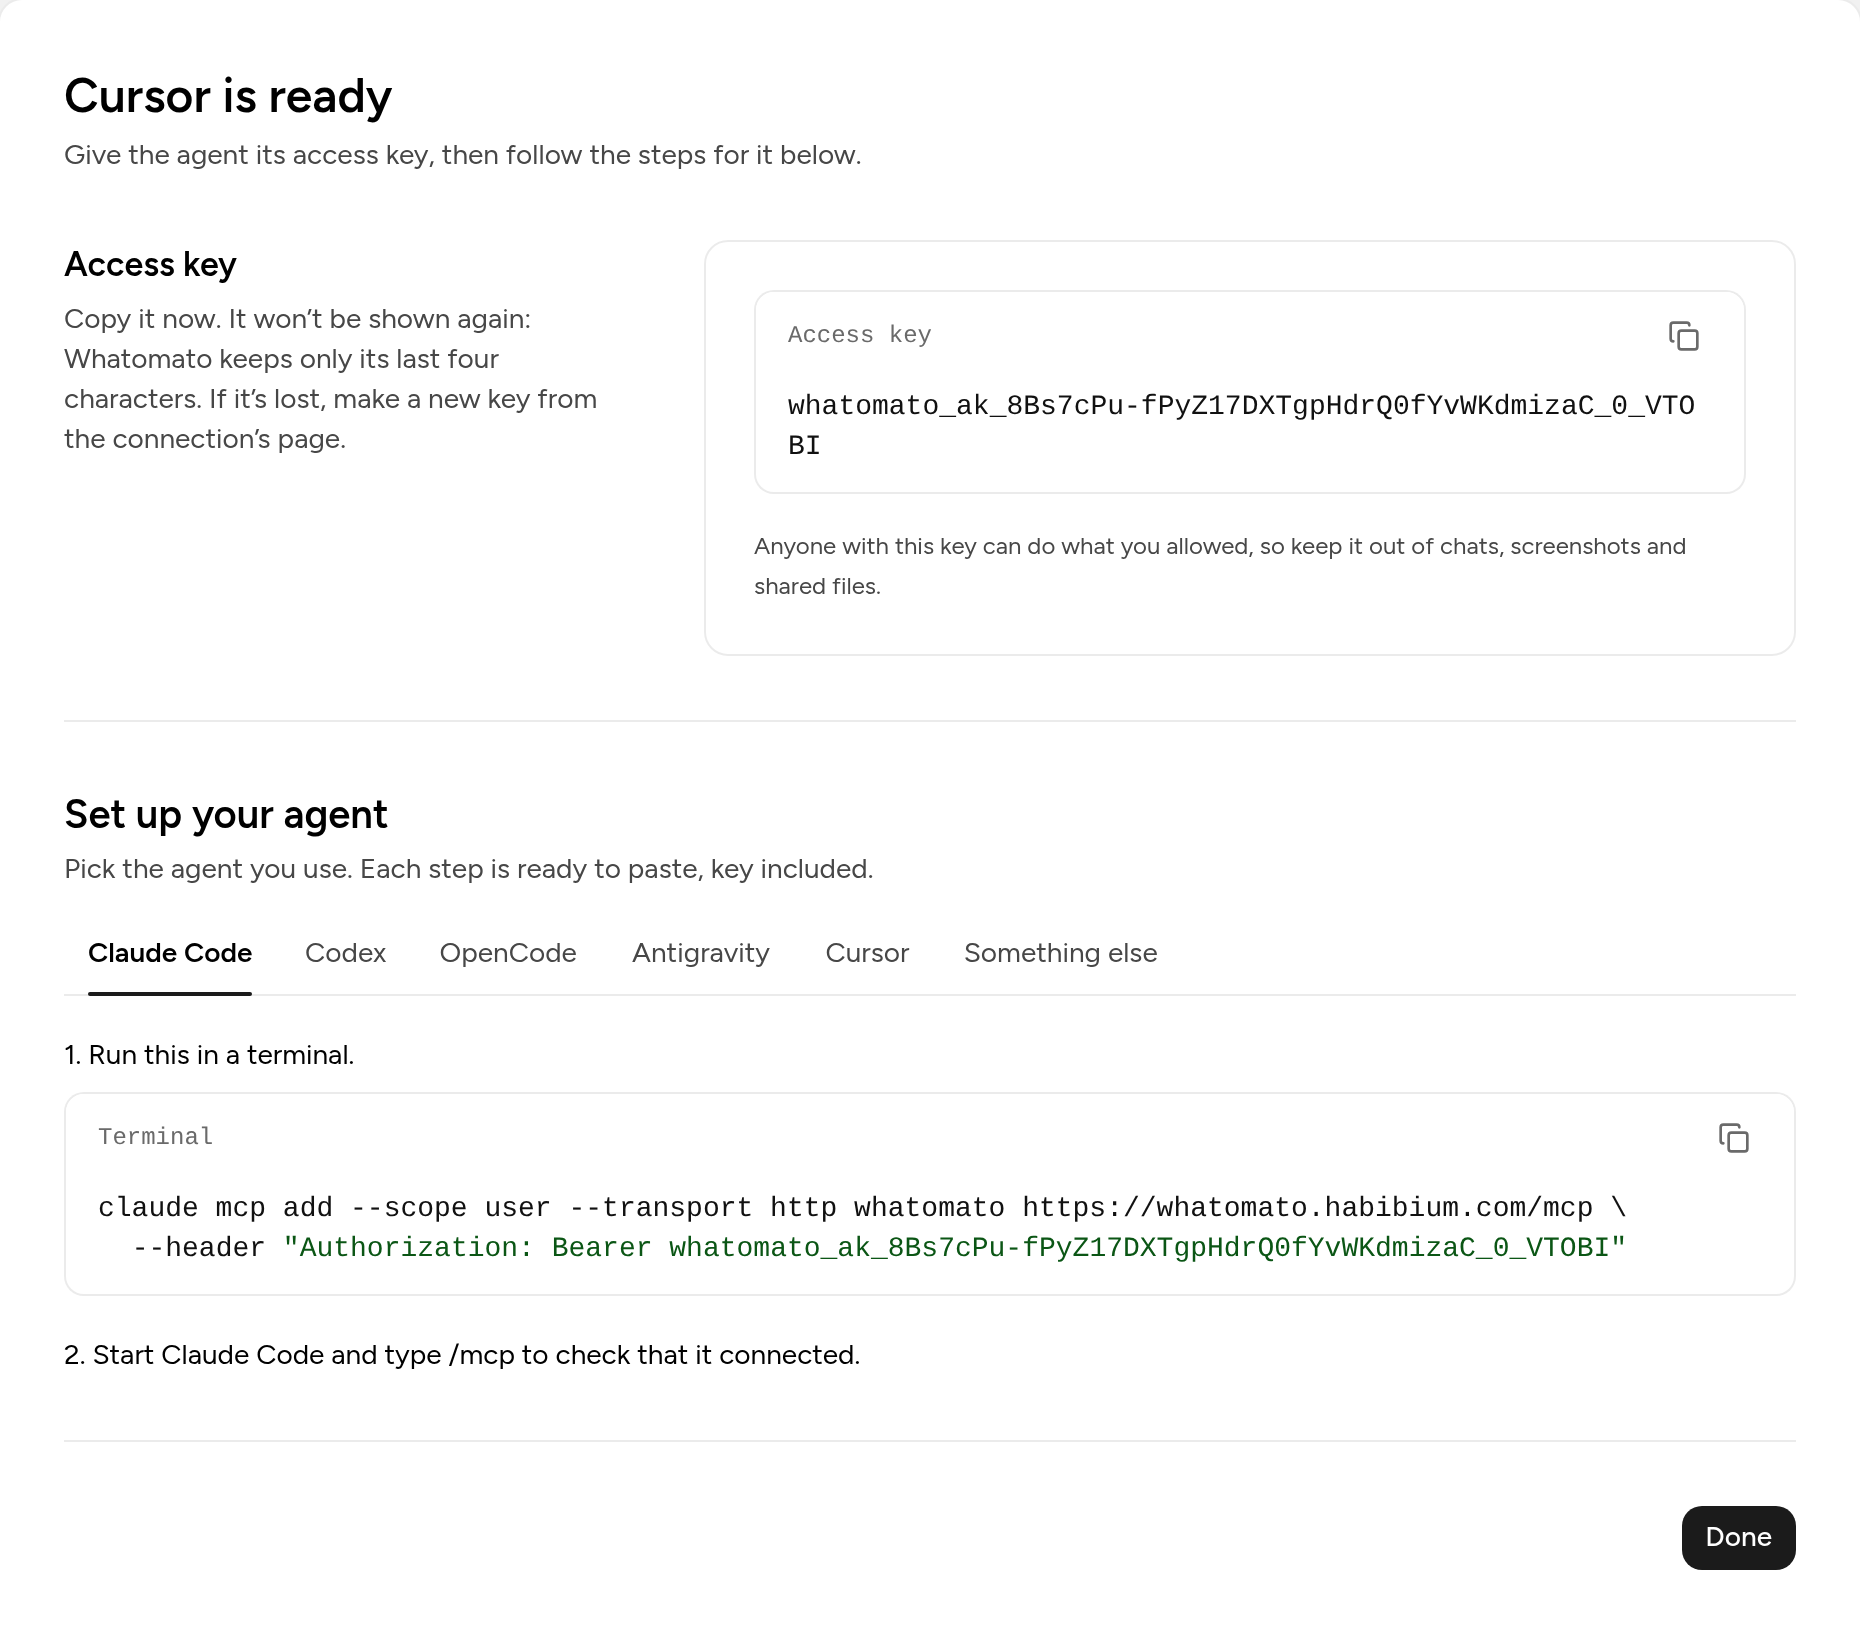 Cursor is ready
Give the agent its access key, then follow the steps for it below.
Access key
Copy it now. It won’t be shown again:
Whatomato keeps only its last four
characters. If it’s lost, make a new key from
the connection’s page.
Access key
whatomato_ak_8Bs7cPu-fPyZ17DXTgpHdrQ0fYvWKdmizaC_0_VTO
BI
Anyone with this key can do what you allowed, so keep it out of chats, screenshots and
shared files.
Set up your agent
Pick the agent you use. Each step is ready to paste, key included.
Claude Code Codex OpenCode Antigravity Cursor Something else
1. Run this in a terminal.
Terminal
claude mcp add --scope user --transport http whatomato https://whatomato.habibium.com/mcp \
  --header "Authorization: Bearer whatomato_ak_8Bs7cPu-fPyZ17DXTgpHdrQ0fYvWKdmizaC_0_VTOBI"
2. Start Claude Code and type /mcp to check that it connected.
Done